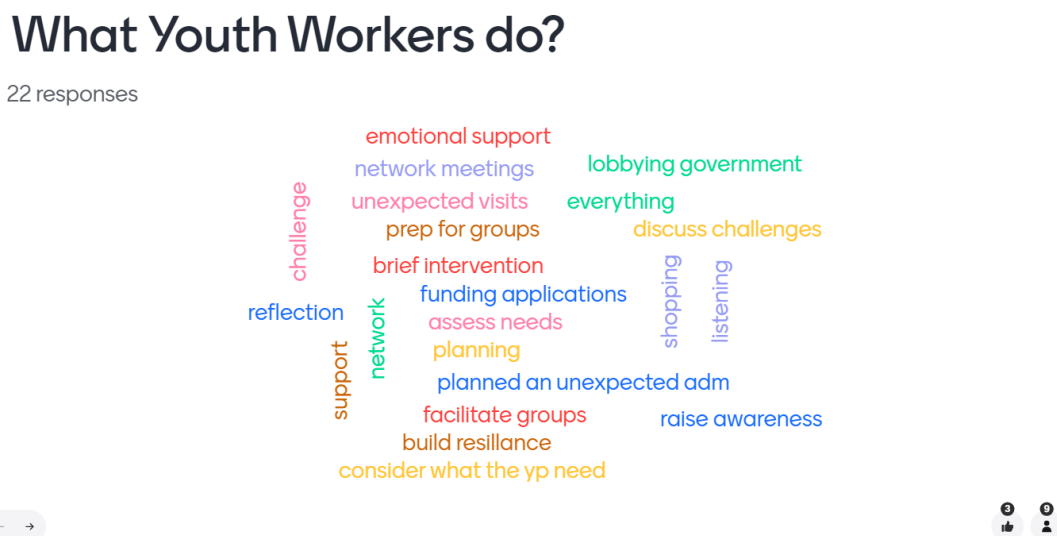 What Youth Workers do?
22 responses
emotional support
network meetings
lobbying government
challenge
unexpected visits
everything
prep for groups
discuss challenges
brief intervention
shopping
listening
funding applications
reflection
network
assess needs
support
planning
planned an unexpected adm
facilitate groups
raise awareness
build resillance
consider what the yp need
3
9